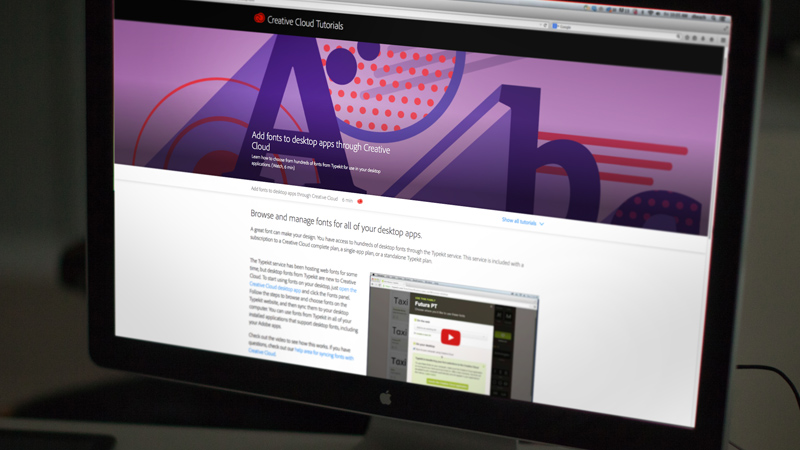 Creative Cloud Tutorials
A
b
Add fonts to desktop apps through Creative
Cloud
Learn how to choose from hundreds of fonts from Typekit for use in your desktop
applications. (Watch, 6 min)
Add fonts to desktop apps through Creative Cloud 6 min
Show all tutorials
Browse and manage fonts for all of your desktop apps.
A great font can make your design. You have access to hundreds of desktop fonts through the Typekit service. This service is included with a
subscription to a Creative Cloud complete plan, a single-app plan, or a standalone Typekit plan.
The Typekit service has been hosting web fonts for some
time, but desktop fonts from Typekit are new to Creative
Cloud. To start using fonts on your desktop, just open the
Creative Cloud desktop app and click the Fonts panel.
Follow the steps to browse and choose fonts on the
Typekit website, and then sync them to your desktop
computer. You can use fonts from Typekit in all of your
installed applications that support desktop fonts, including
your Adobe apps.
Check out the video to see how this works. If you have
questions, check out our help area for syncing fonts with
Creative Cloud.
Taxi
Taxi
Taxi
Futura PT